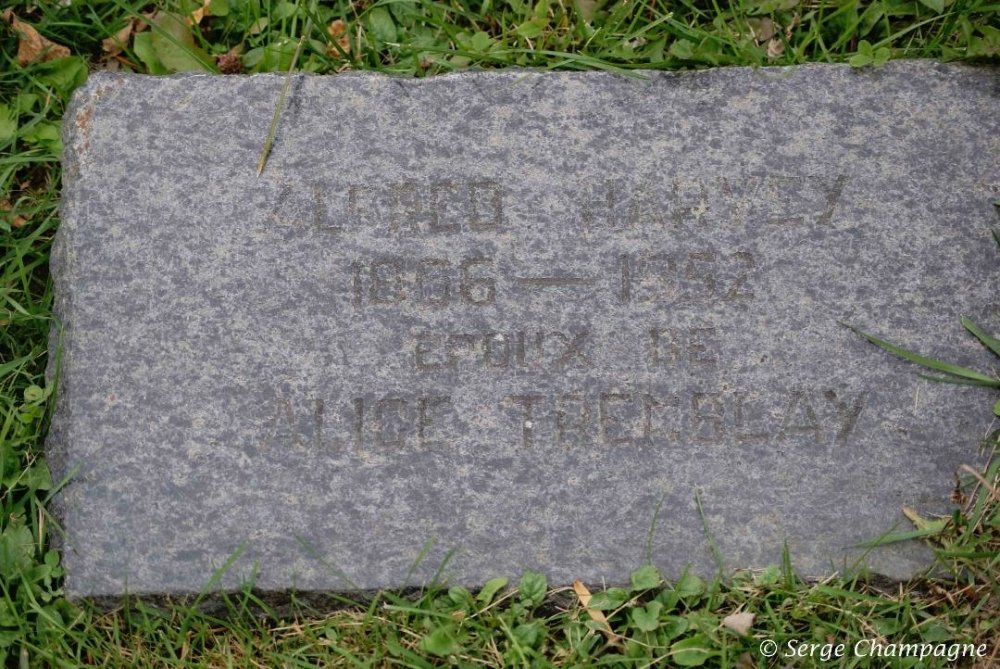 ALFRED HARVEY
1866 — 1952
EPOUX DE
ALICE TREMBLAY
© Serge Champagne